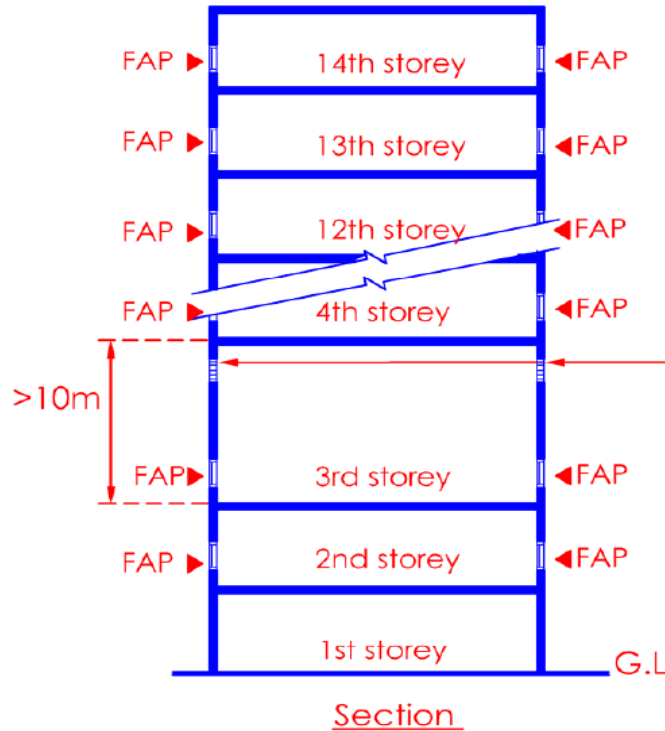 FAP 14th storey FAP
FAP 13th storey FAP
FAP 12th storey FAP
FAP 4th storey FAP
>10m
FAP 3rd storey FAP
FAP 2nd storey FAP
1st storey
G.L
Section